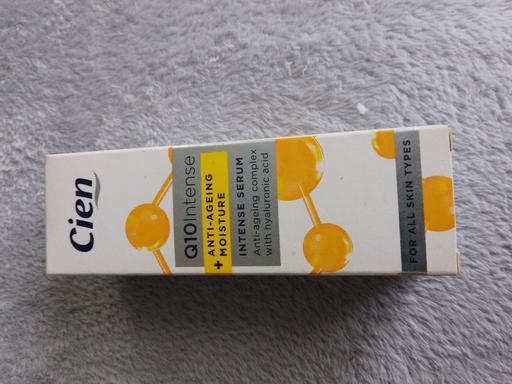 Cien
Q10Intense
ANTI-AGEING
+ MOISTURE
INTENSE SERUM
Anti-ageing complex
with hyaluronic acid
FOR ALL SKIN TYPES